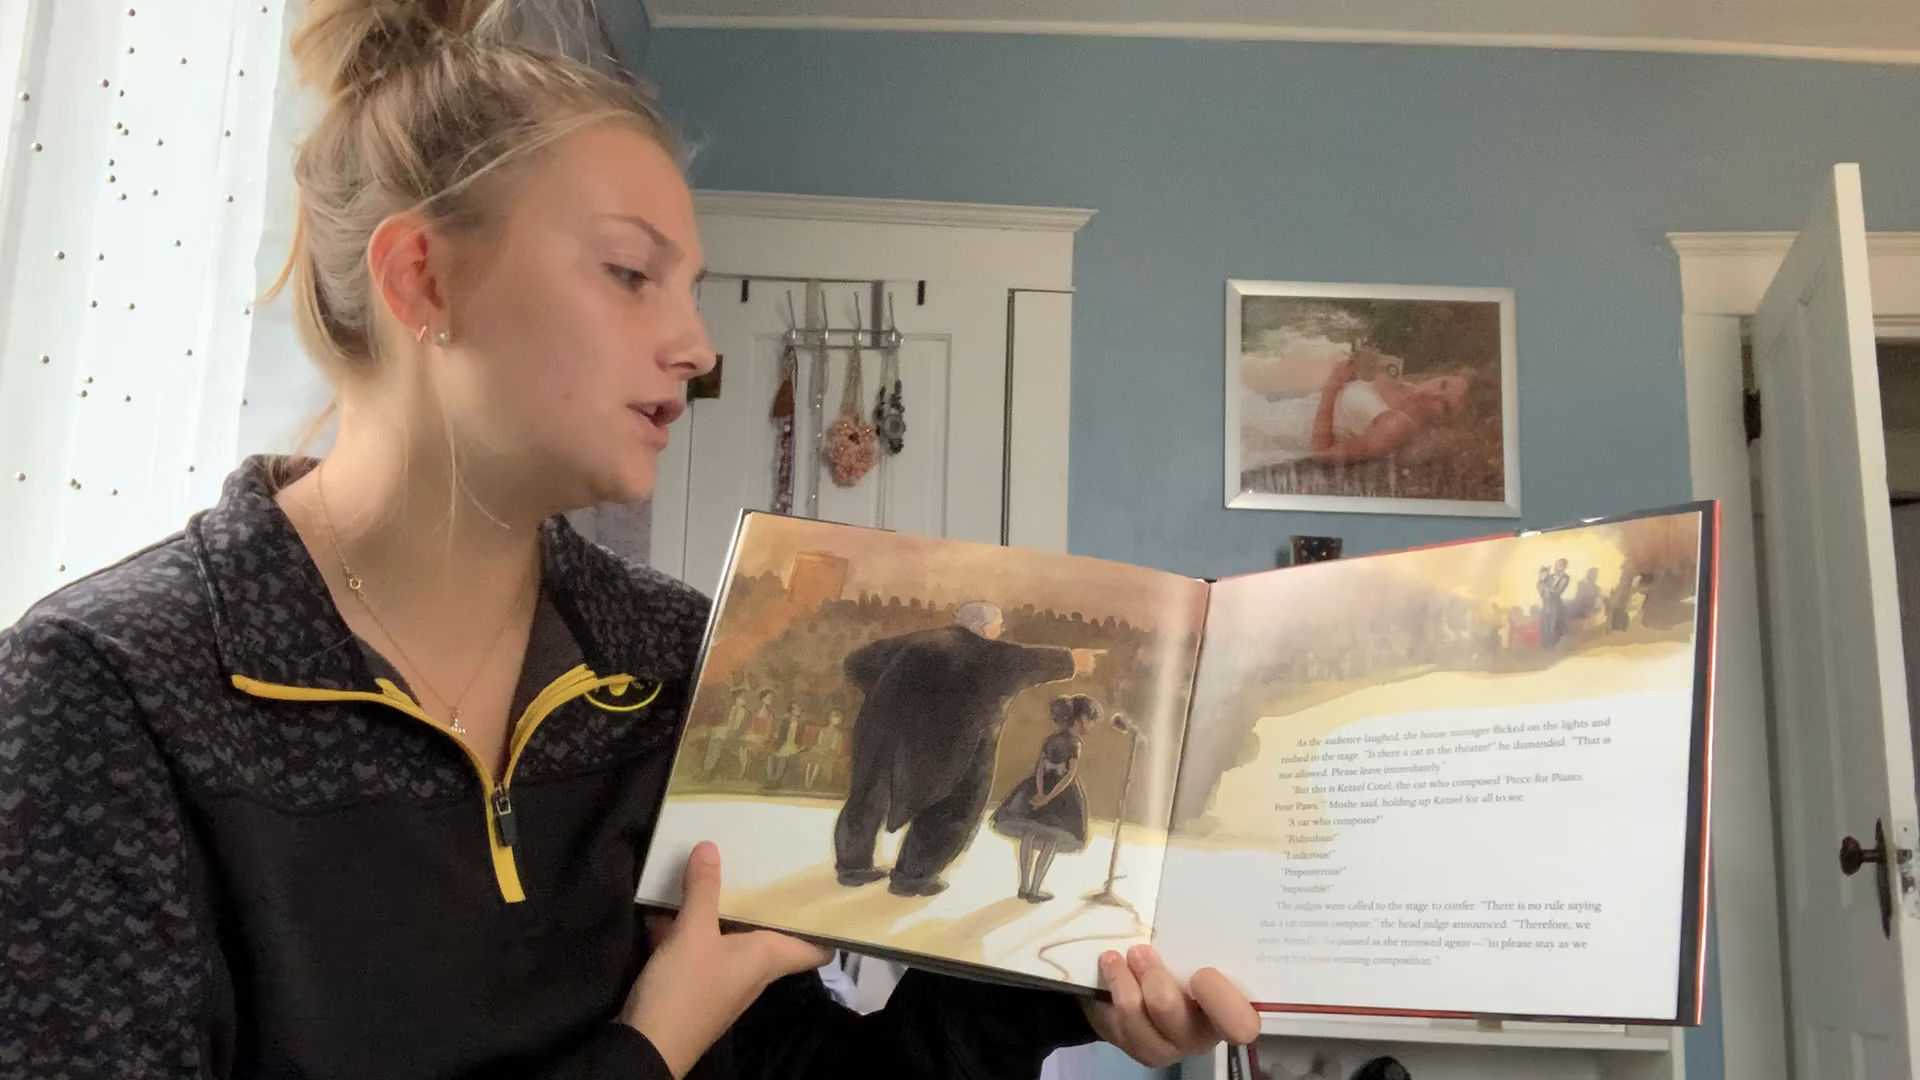 As the audience laughed, the house manager flicked on the lights and
rushed to the stage. "Is there a cat in the theater?" he demanded. "That is
not allowed. Please leave immediately."
"But this is Ketzel Cotel, the cat who composed 'Piece for Piano:
Four Paws,'" Moshe said, holding up Ketzel for all to see.
"A cat who composes?"
"Ridiculous!"
"Ludicrous!"
"Preposterous!"
"Impossible!"
The judges were called to the stage to confer. "There is no rule saying
that a cat cannot compose," the head judge announced. "Therefore, we
invite Ketzel"—he paused as she meowed again—"to please stay as we
winning composition."